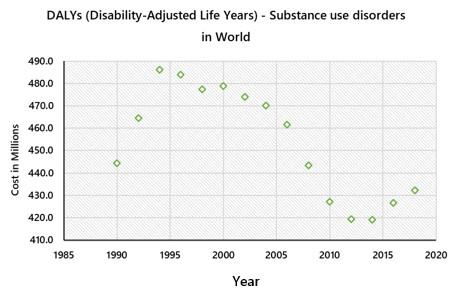 DALYs (Disability-Adjusted Life Years) - Substance use disorders
in World
490.0
480.0
470.0
460.0
450.0
440.0
430.0
420.0
410.0
Cost in Millions
1985 1990 1995 2000 2005 2010 2015 2020
Year